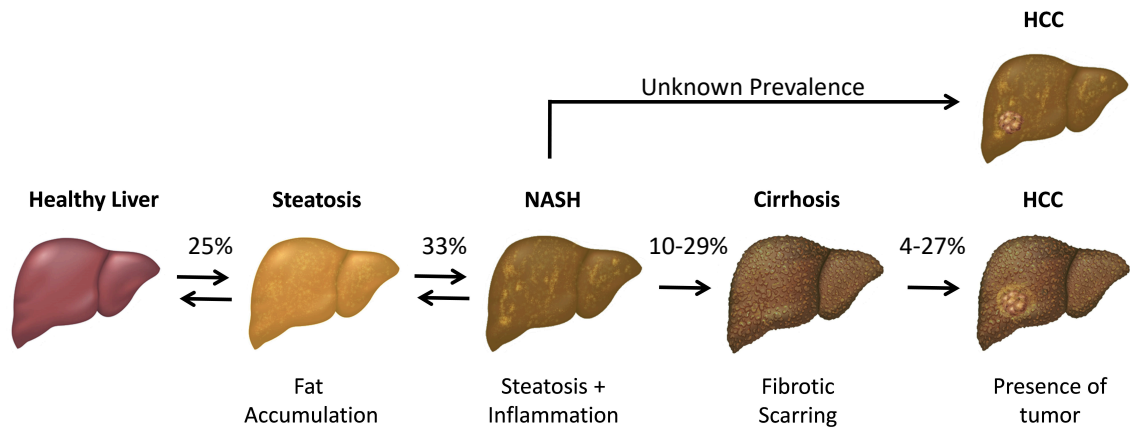 HCC
Unknown Prevalence
Healthy Liver
Steatosis
NASH
Cirrhosis
HCC
25%
33%
10-29%
4-27%
Fat
Accumulation
Steatosis +
Inflammation
Fibrotic
Scarring
Presence of
tumor